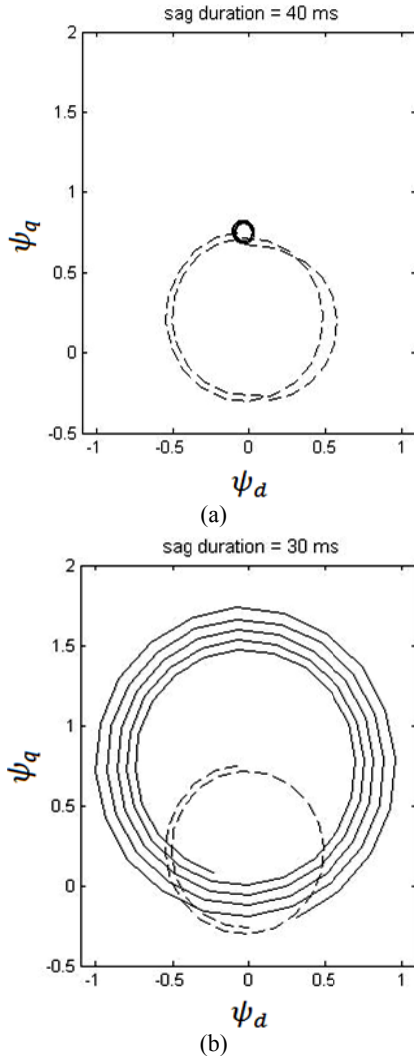 sag duration = 40 ms
2
1.5
1
0.5
0
-0.5
ψq
-1 -0.5 0 0.5 1
ψd
(a)
sag duration = 30 ms
2
1.5
1
0.5
0
-0.5
ψq
-1 -0.5 0 0.5 1
ψd
(b)